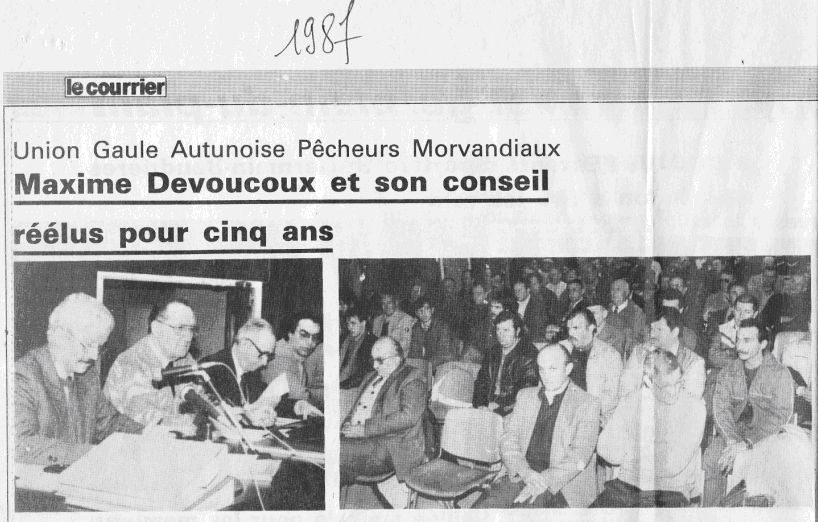 1987
le courrier
Union Gaule Autunoise Pêcheurs Morvandiaux
Maxime Devoucoux et son conseil
réélus pour cinq ans